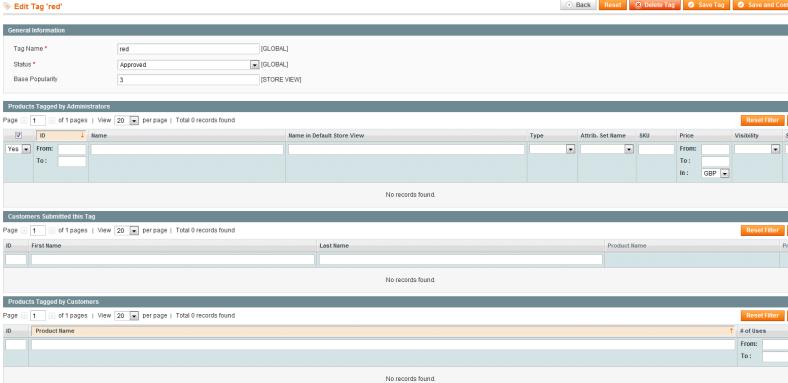 Edit Tag 'red'
Back Reset Delete Tag Save Tag Save and Con
General Information
Tag Name * red [GLOBAL]
Status * Approved [GLOBAL]
Base Popularity 3 [STORE VIEW]
Products Tagged by Administrators
Page 1 of 1 pages | View 20 per page | Total 0 records found Reset Filter
ID ↓ Name Name in Default Store View Type Attrib. Set Name SKU Price Visibility S
Yes From: From:
To : To :
In : GBP
No records found.
Customers Submitted this Tag
Page 1 of 1 pages | View 20 per page | Total 0 records found Reset Filter
ID First Name Last Name Product Name
No records found.
Products Tagged by Customers
Page 1 of 1 pages | View 20 per page | Total 0 records found Reset Filter
ID Product Name ↑ # of Uses
From:
To :
No records found.